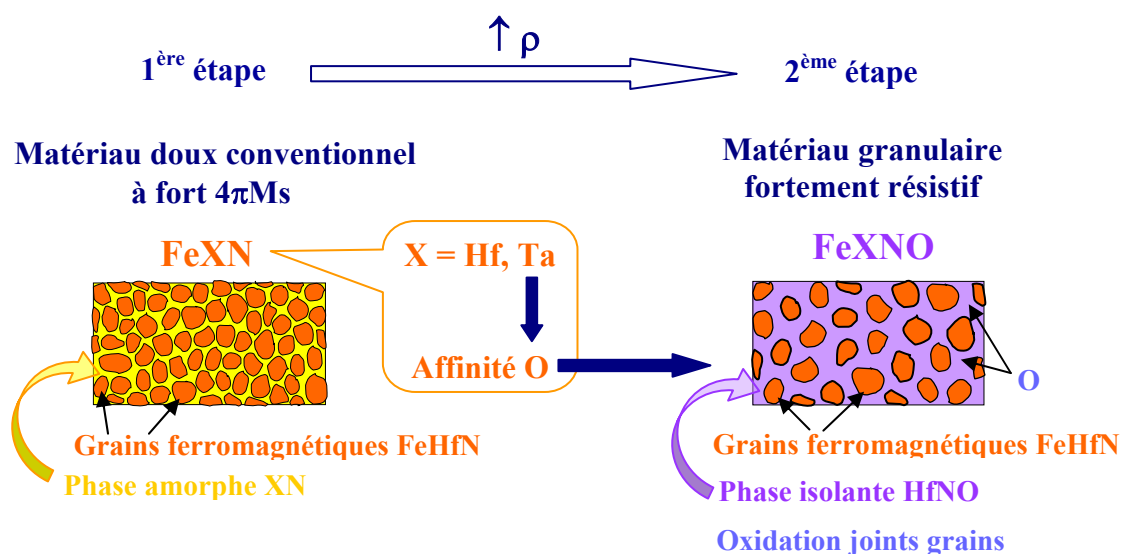 ↑ ρ
1ère étape
2ème étape
Matériau doux conventionnel
à fort 4πMs
Matériau granulaire
fortement résistif
FeXN
X = Hf, Ta
Affinité O
FeXNO
O
Grains ferromagnétiques FeHfN
Phase amorphe XN
Grains ferromagnétiques FeHfN
Phase isolante HfNO
Oxidation joints grains